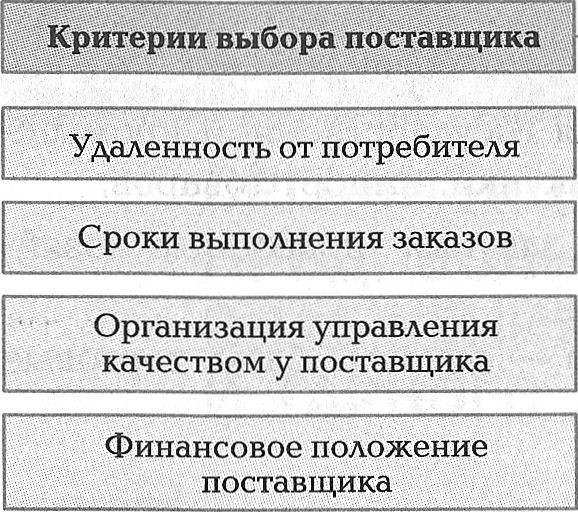 Критерии выбора поставщика
Удаленность от потребителя
Сроки выполнения заказов
Организация управления
качеством у поставщика
Финансовое положение
поставщика